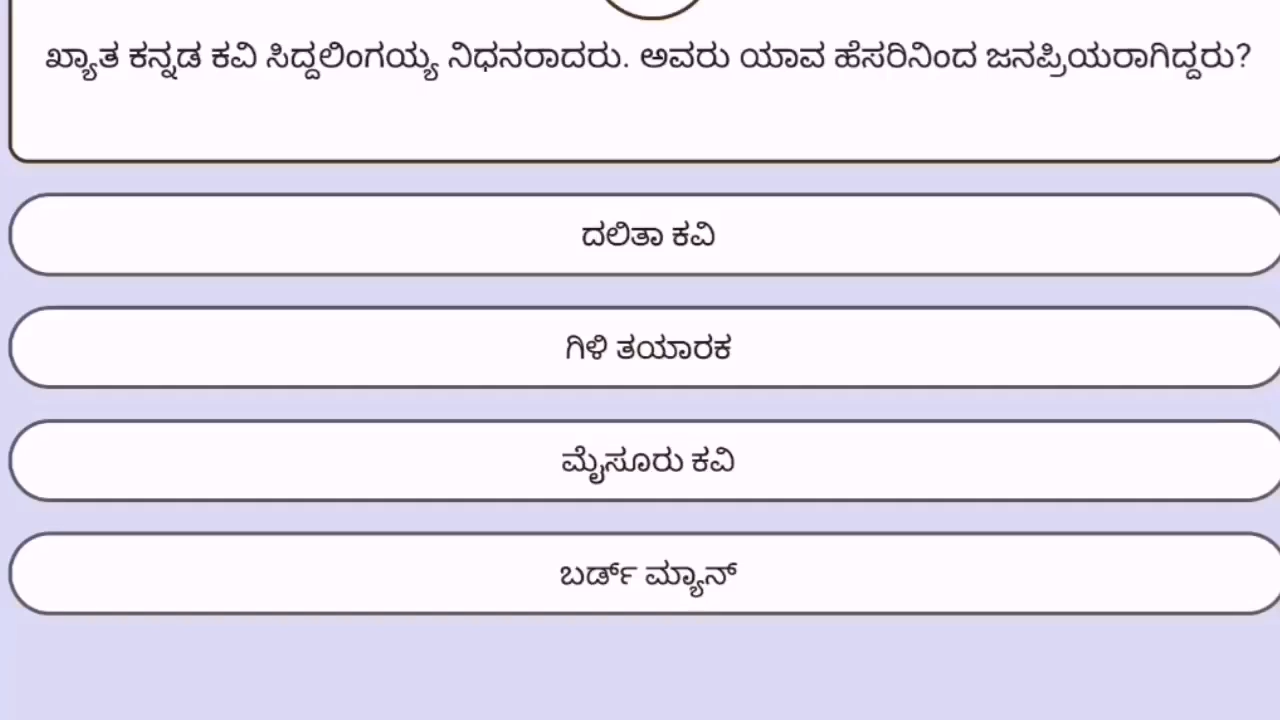 ಖ್ಯಾತ ಕನ್ನಡ ಕವಿ ಸಿದ್ದಲಿಂಗಯ್ಯ ನಿಧನರಾದರು. ಅವರು ಯಾವ ಹೆಸರಿನಿಂದ ಜನಪ್ರಿಯರಾಗಿದ್ದರು?
ದಲಿತಾ ಕವಿ
ಗಿಳಿ ತಯಾರಕ
ಮೈಸೂರು ಕವಿ
ಬರ್ಡ್ ಮ್ಯಾನ್